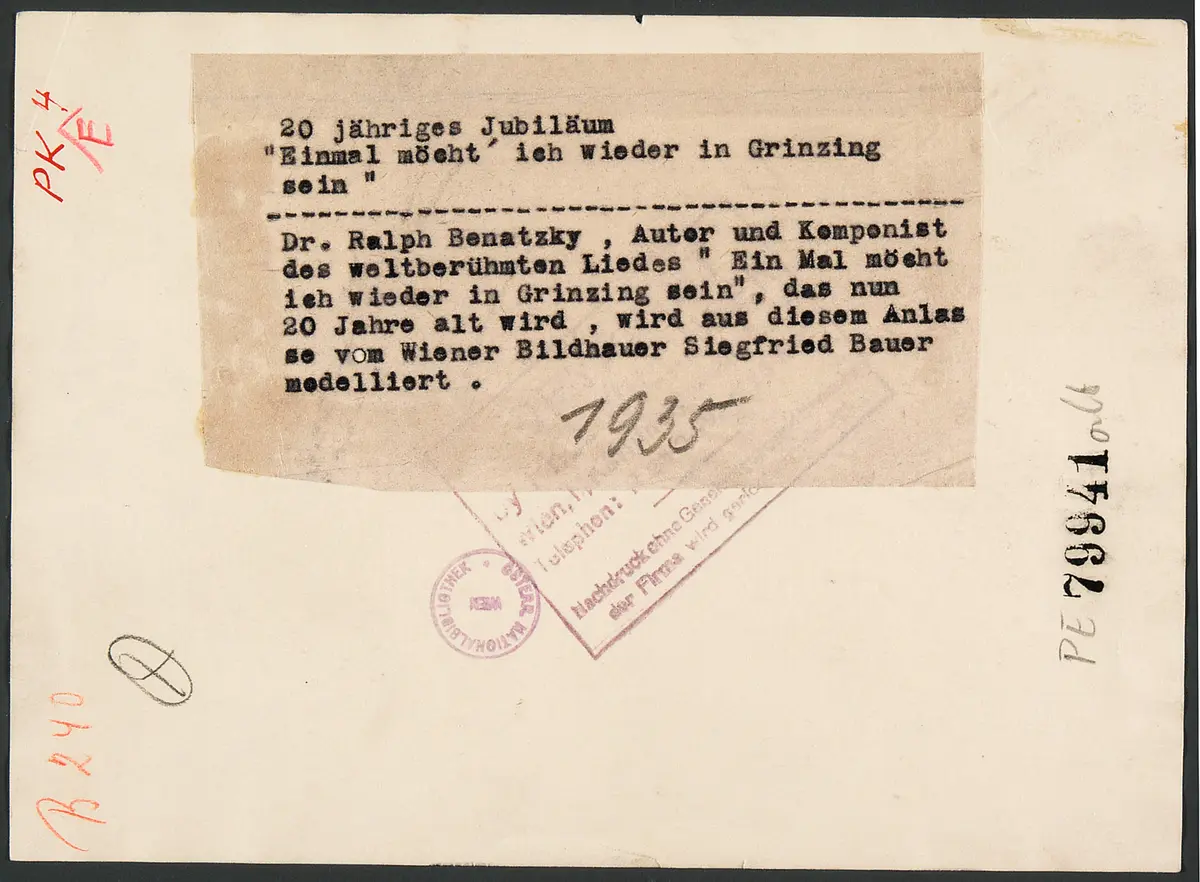 20 jähriges Jubiläum
"Einmal möcht´ ich wieder in Grinzing
sein "
Dr. Ralph Benatzky , Autor und Komponist
des weltberühmten Liedes " Ein Mal möcht
ich wieder in Grinzing sein", das nun
20 Jahre alt wird , wird aus diesem Anlas
se vom Wiener Bildhauer Siegfried Bauer
modelliert .
1935
Wien,
Telephon:
Nachdruck ohne
der Firma wird
ÖSTERR. NATIONALBIBLIOTHEK
WIEN
PK 4
E
B 240
PE 79941